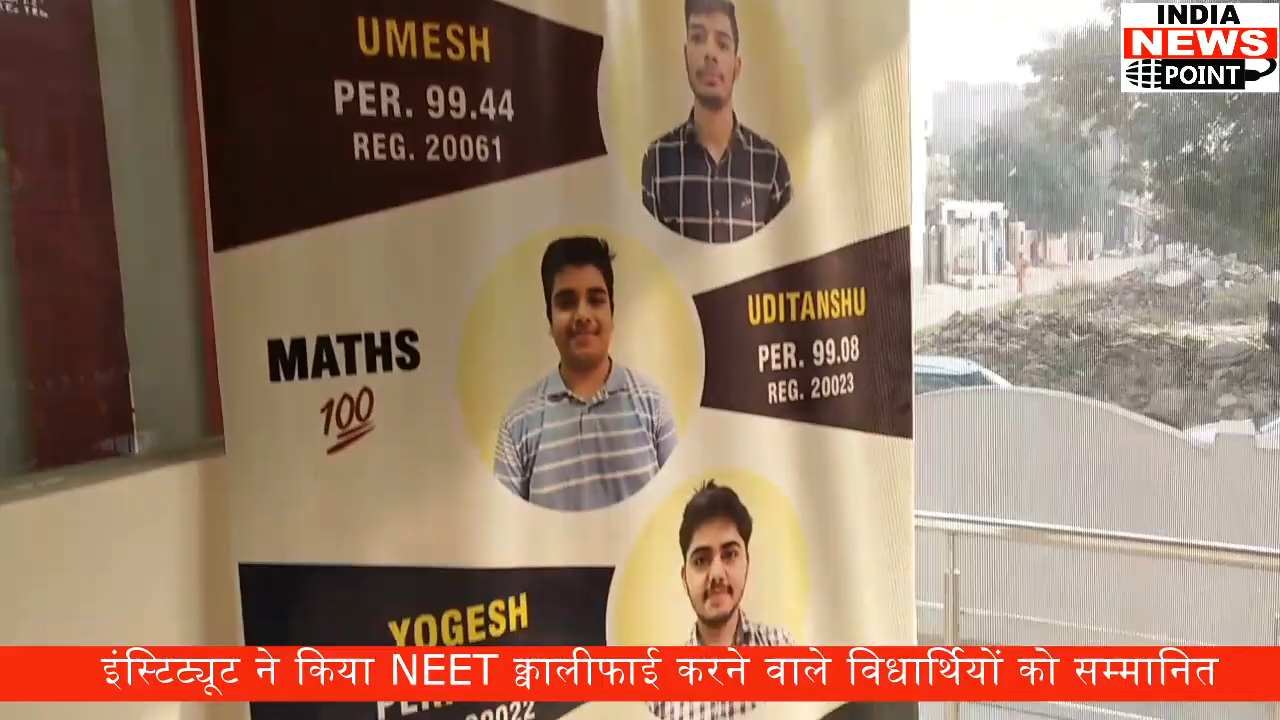 INDIA
NEWS
POINT
UMESH
PER. 99.44
REG. 20061
MATHS
100
UDITANSHU
PER. 99.08
REG. 20023
YOGESH
इंस्टिट्यूट ने किया NEET क्वालीफाई करने वाले विधार्थियों को सम्मानित